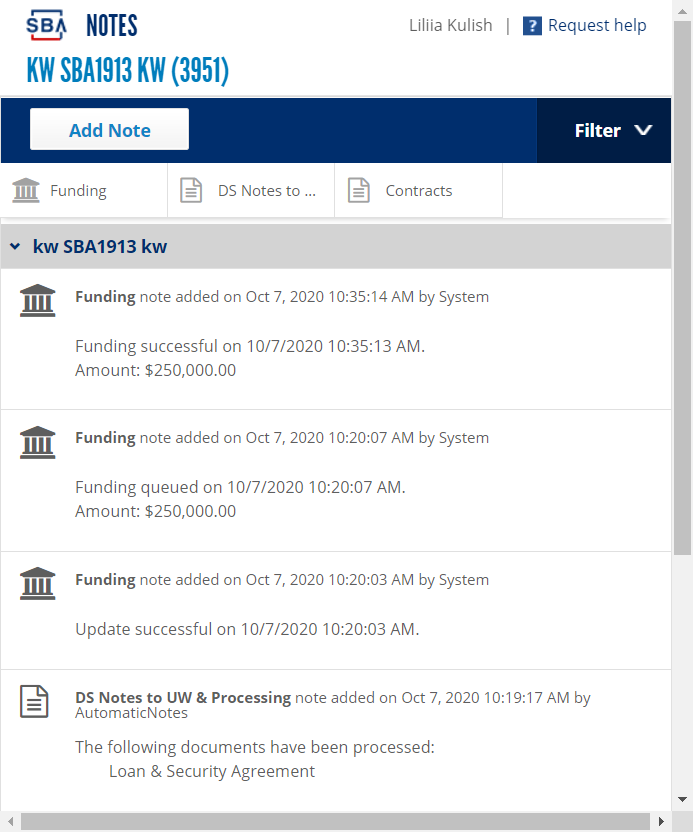 SBA NOTES
Liliia Kulish | ? Request help
KW SBA1913 KW (3951)
Add Note
Filter
Funding
DS Notes to ...
Contracts
kw SBA1913 kw
Funding note added on Oct 7, 2020 10:35:14 AM by System
Funding successful on 10/7/2020 10:35:13 AM.
Amount: $250,000.00
Funding note added on Oct 7, 2020 10:20:07 AM by System
Funding queued on 10/7/2020 10:20:07 AM.
Amount: $250,000.00
Funding note added on Oct 7, 2020 10:20:03 AM by System
Update successful on 10/7/2020 10:20:03 AM.
DS Notes to UW & Processing note added on Oct 7, 2020 10:19:17 AM by
AutomaticNotes
The following documents have been processed:
Loan & Security Agreement